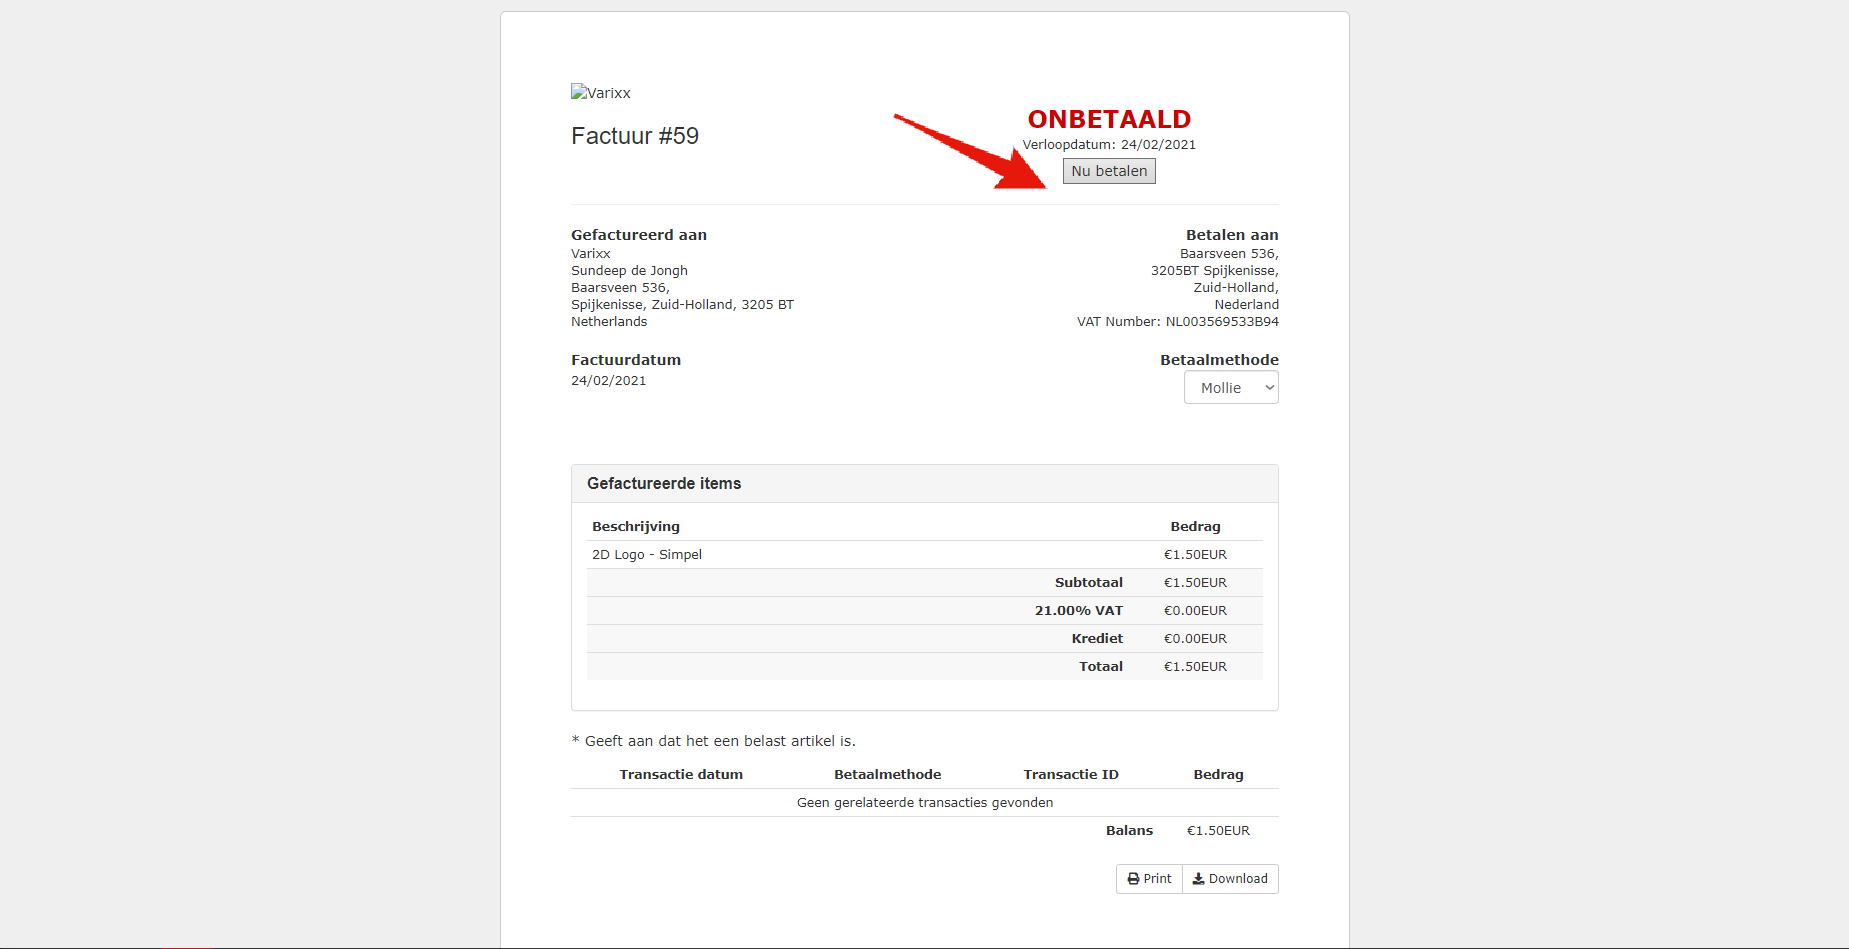 Varixx
Factuur #59
ONBETAALD
Verloopdatum: 24/02/2021
Nu betalen
Gefactureerd aan
Varixx
Sundeep de Jongh
Baarsveen 536,
Spijkenisse, Zuid-Holland, 3205 BT
Netherlands
Betalen aan
Baarsveen 536,
3205BT Spijkenisse,
Zuid-Holland,
Nederland
VAT Number: NL003569533B94
Factuurdatum
24/02/2021
Betaalmethode
Mollie
Gefactureerde items
Beschrijving Bedrag
2D Logo - Simpel €1.50EUR
Subtotaal €1.50EUR
21.00% VAT €0.00EUR
Krediet €0.00EUR
Totaal €1.50EUR
* Geeft aan dat het een belast artikel is.
Transactie datum Betaalmethode Transactie ID Bedrag
Geen gerelateerde transacties gevonden
Balans €1.50EUR
Print Download